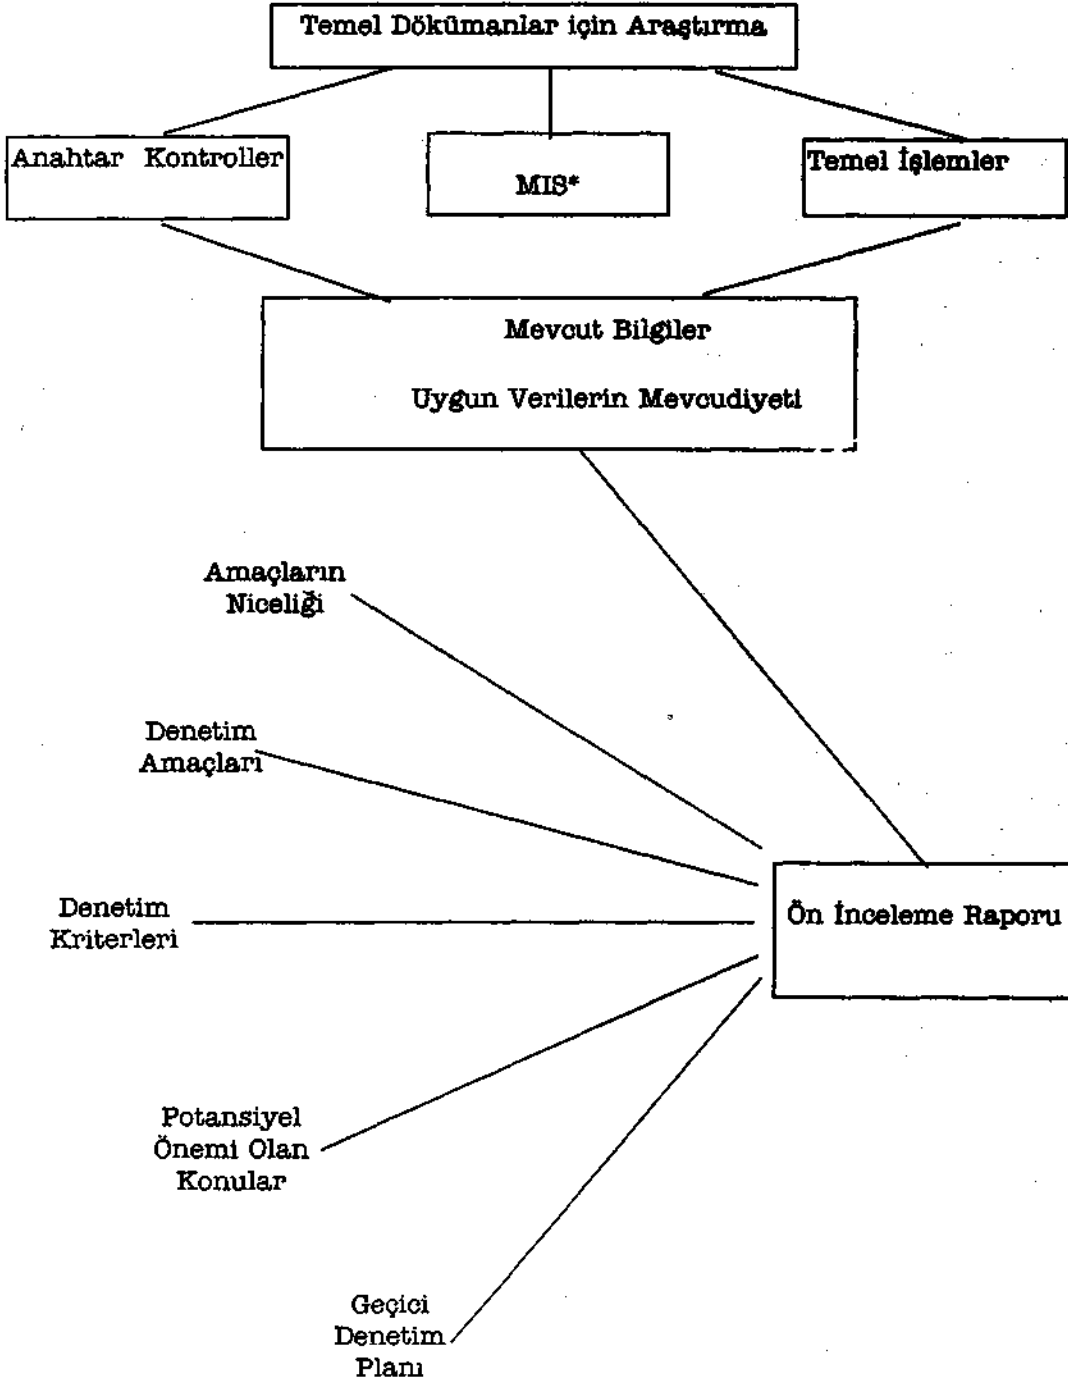 Temel Dökümanlar için Araştırma
Anahtar Kontroller
MIS*
Temel İşlemler
Mevcut Bilgiler
Uygun Verilerin Mevcudiyeti
Amaçların
Niceliği
Denetim
Amaçları
Denetim
Kriterleri
Ön İnceleme Raporu
Potansiyel
Önemi Olan
Konular
Geçici
Denetim
Planı